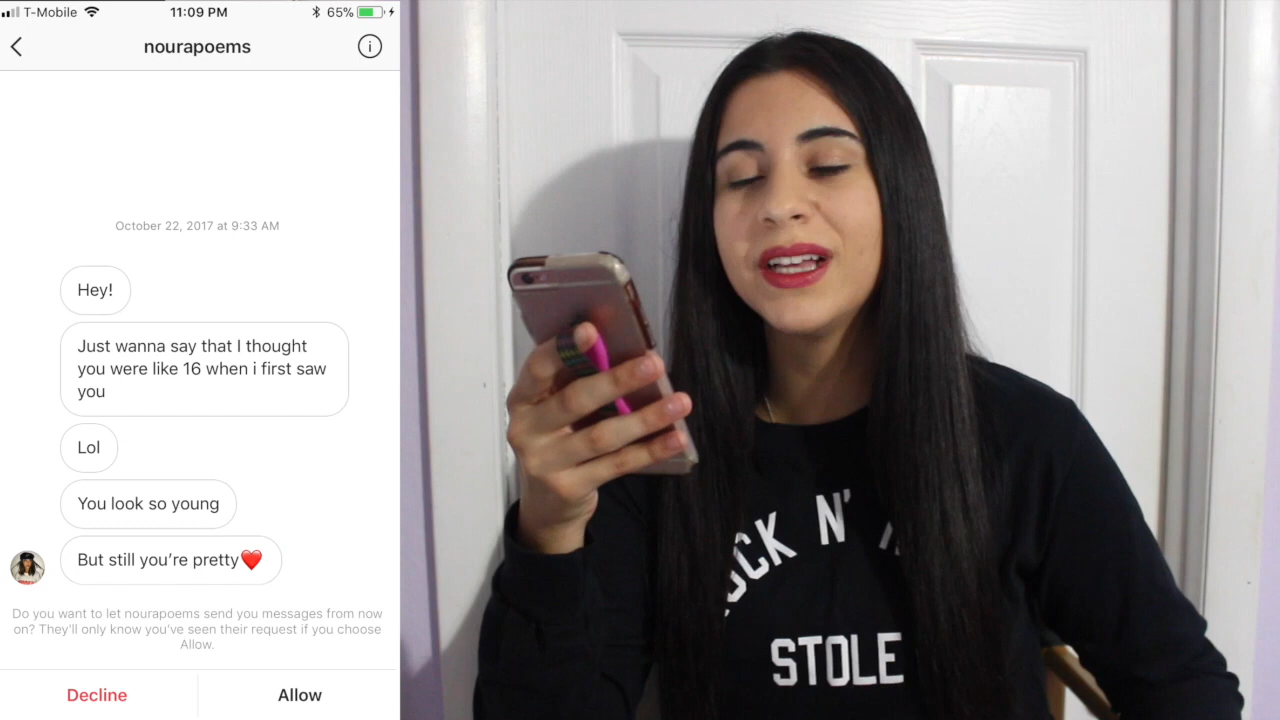 T-Mobile 11:09 PM 65%
nourapoems
October 22, 2017 at 9:33 AM
Hey!
Just wanna say that I thought
you were like 16 when i first saw
you
Lol
You look so young
But still you're pretty❤️
Do you want to let nourapoems send you messages from now
on? They'll only know you've seen their request if you choose
Allow.
Decline Allow
OCK N'
STOLE